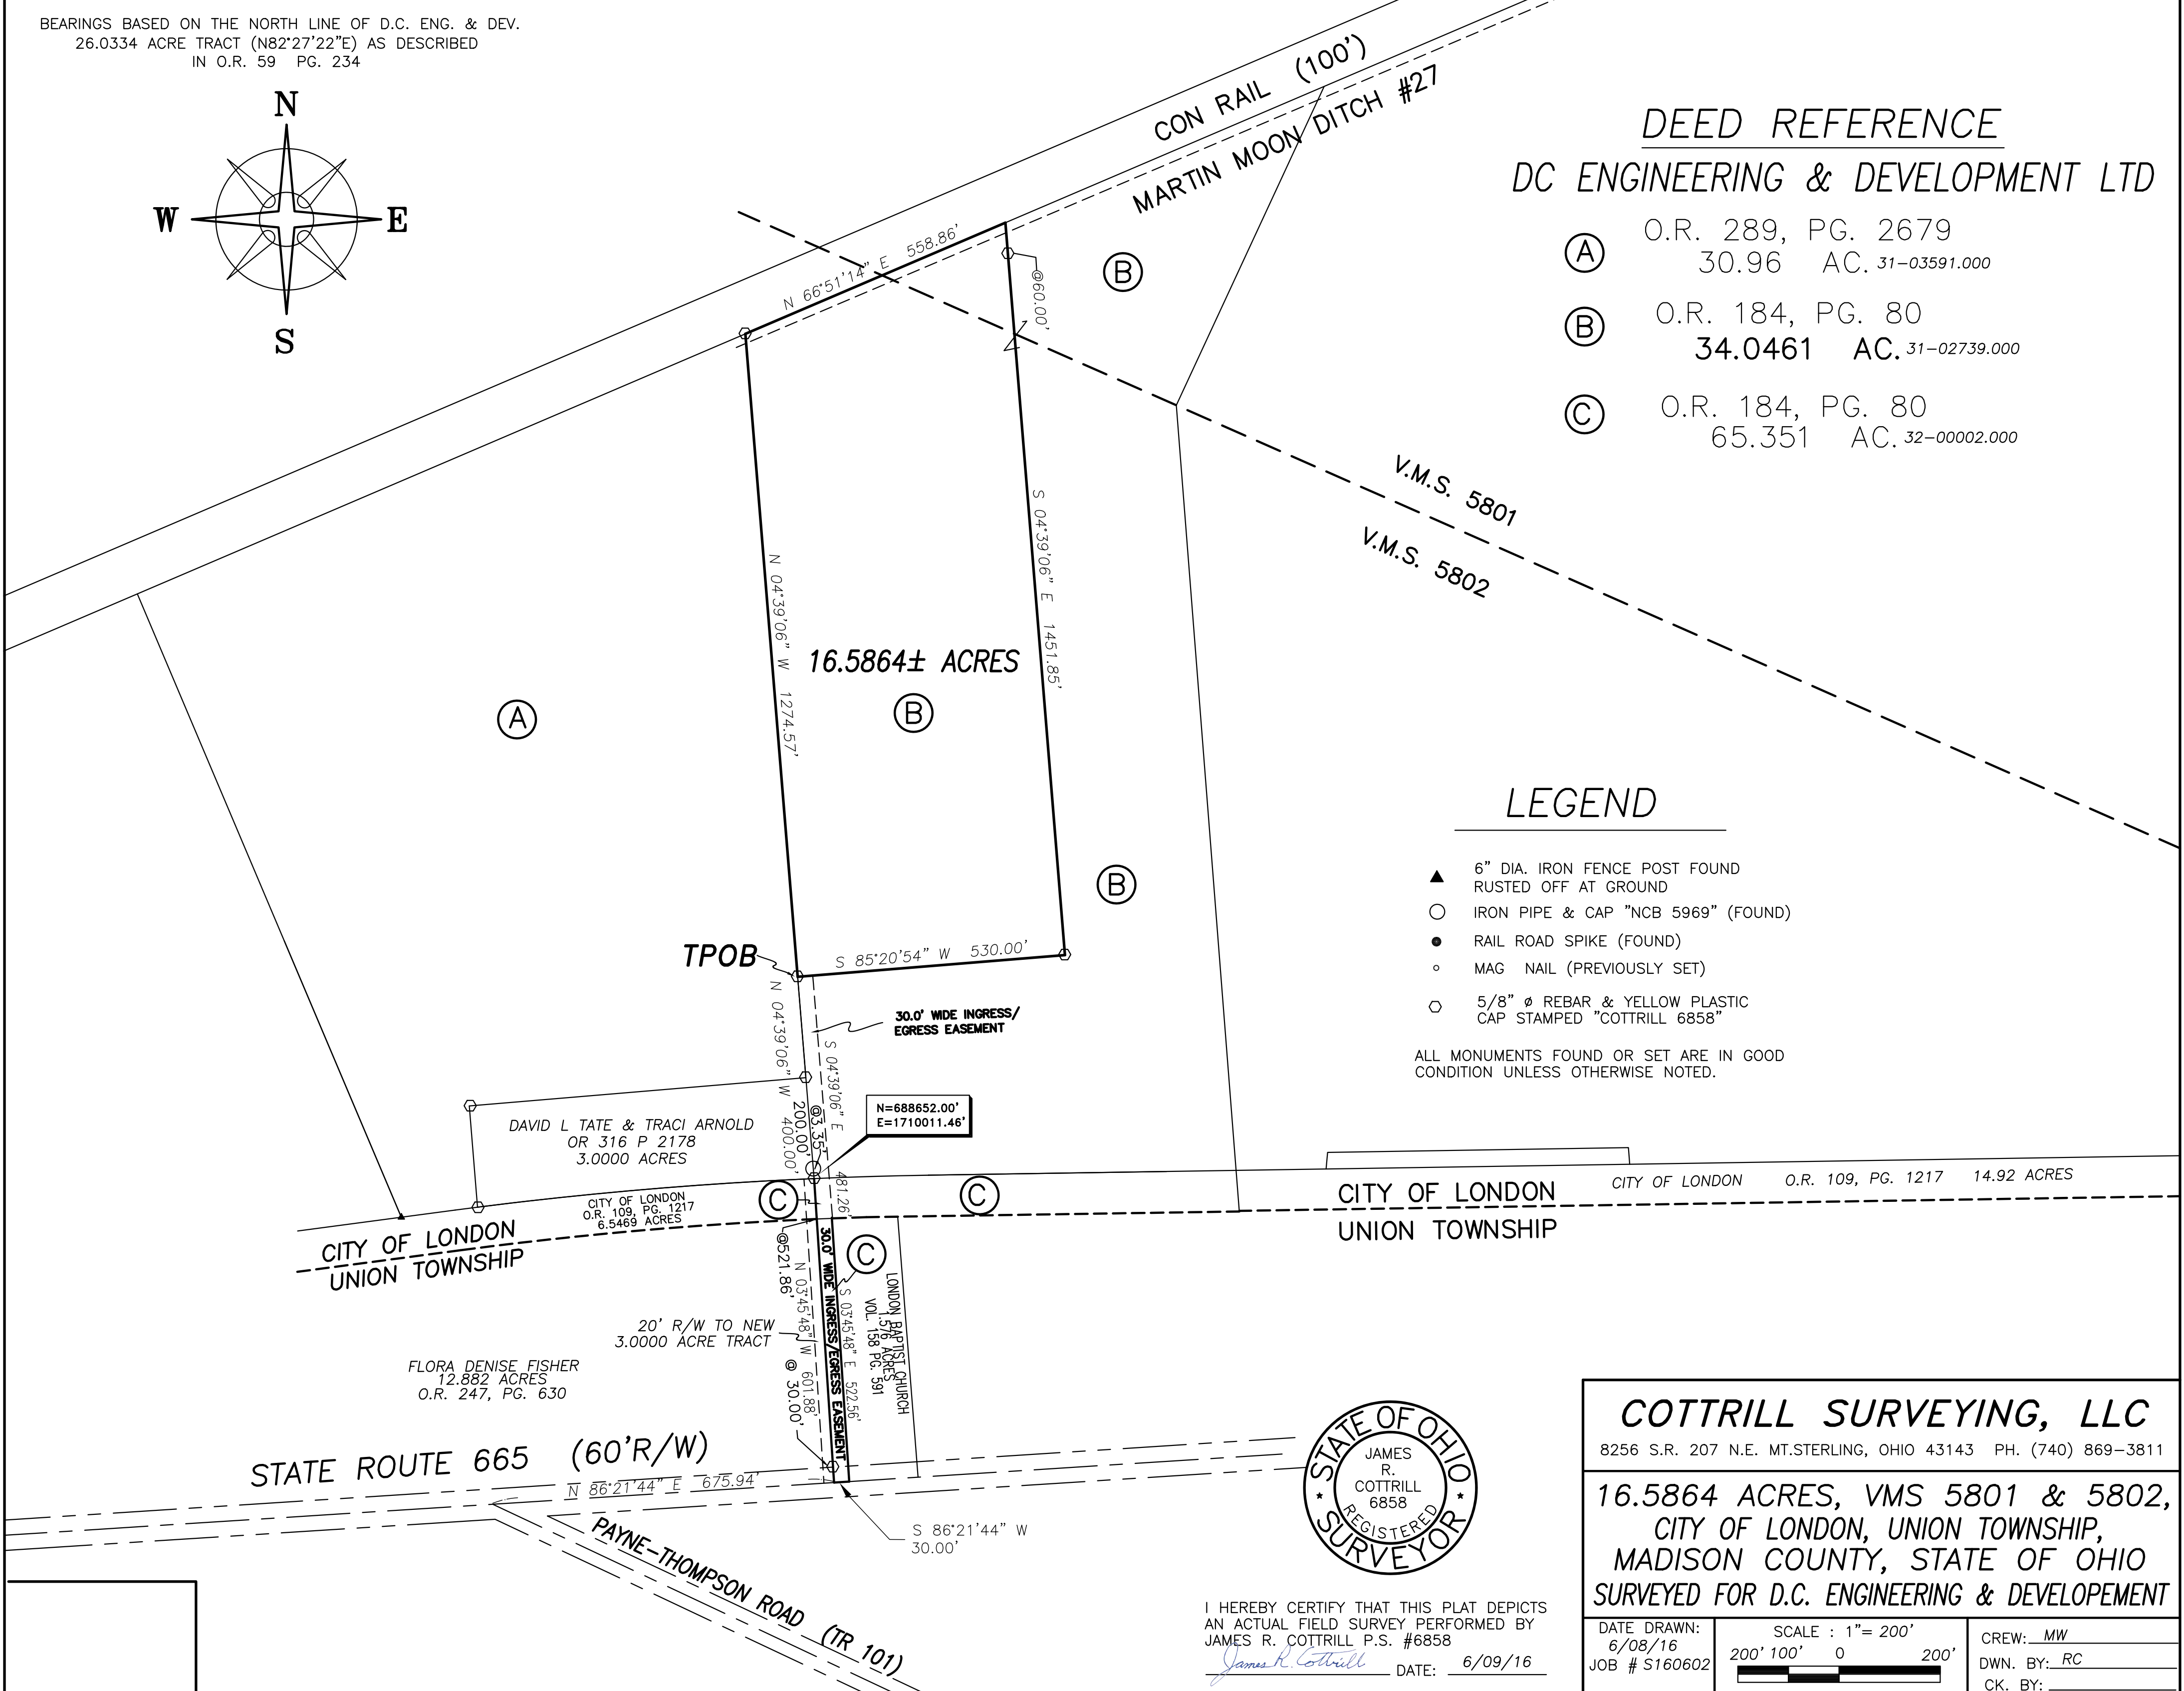 BEARINGS BASED ON THE NORTH LINE OF D.C. ENG. & DEV.
26.0334 ACRE TRACT (N82°27'22"E) AS DESCRIBED
IN O.R. 59 PG. 234
N
W
E
S
CON RAIL (100')
MARTIN MOON DITCH #27
DEED REFERENCE
DC ENGINEERING & DEVELOPMENT LTD
A
O.R. 289, PG. 2679
30.96 AC. 31-03591.000
B
O.R. 184, PG. 80
34.0461 AC. 31-02739.000
C
O.R. 184, PG. 80
65.351 AC. 32-00002.000
N 66°51'14" E 558.86'
@60.00'
B
V.M.S. 5801
V.M.S. 5802
N 04°39'06" W 1274.57'
S 04°39'06" E 1451.85'
16.5864± ACRES
B
A
B
LEGEND
6" DIA. IRON FENCE POST FOUND
RUSTED OFF AT GROUND
IRON PIPE & CAP "NCB 5969" (FOUND)
RAIL ROAD SPIKE (FOUND)
MAG NAIL (PREVIOUSLY SET)
5/8" ø REBAR & YELLOW PLASTIC
CAP STAMPED "COTTRILL 6858"
ALL MONUMENTS FOUND OR SET ARE IN GOOD
CONDITION UNLESS OTHERWISE NOTED.
TPOB
S 85°20'54" W 530.00'
30.0' WIDE INGRESS/
EGRESS EASEMENT
N 04°39'06" W 400.00'
200.00'
@3.35'
S 04°39'06" E 481.26'
N=688652.00'
E=1710011.46'
DAVID L TATE & TRACI ARNOLD
OR 316 P 2178
3.0000 ACRES
CITY OF LONDON
O.R. 109, PG. 1217
6.5469 ACRES
C
C
CITY OF LONDON
UNION TOWNSHIP
CITY OF LONDON
UNION TOWNSHIP
CITY OF LONDON O.R. 109, PG. 1217 14.92 ACRES
@521.86'
N 03°45'48" W 601.88'
@ 30.00'
30.0' WIDE INGRESS/EGRESS EASEMENT
S 03°45'48" E 522.56'
C
LONDON BAPTIST CHURCH
1.576 ACRES
VOL. 158 PG. 591
20' R/W TO NEW
3.0000 ACRE TRACT
FLORA DENISE FISHER
12.882 ACRES
O.R. 247, PG. 630
STATE ROUTE 665 (60'R/W)
N 86°21'44" E 675.94'
S 86°21'44" W
30.00'
PAYNE-THOMPSON ROAD (TR 101)
STATE OF OHIO
JAMES
R.
COTTRILL
6858
REGISTERED
SURVEYOR
I HEREBY CERTIFY THAT THIS PLAT DEPICTS
AN ACTUAL FIELD SURVEY PERFORMED BY
JAMES R. COTTRILL P.S. #6858
James R. Cottrill DATE: 6/09/16
COTTRILL SURVEYING, LLC
8256 S.R. 207 N.E. MT.STERLING, OHIO 43143 PH. (740) 869-3811
16.5864 ACRES, VMS 5801 & 5802,
CITY OF LONDON, UNION TOWNSHIP,
MADISON COUNTY, STATE OF OHIO
SURVEYED FOR D.C. ENGINEERING & DEVELOPEMENT
DATE DRAWN:
6/08/16
JOB # S160602
SCALE : 1"= 200'
200' 100' 0 200'
CREW: MW
DWN. BY: RC
CK. BY: